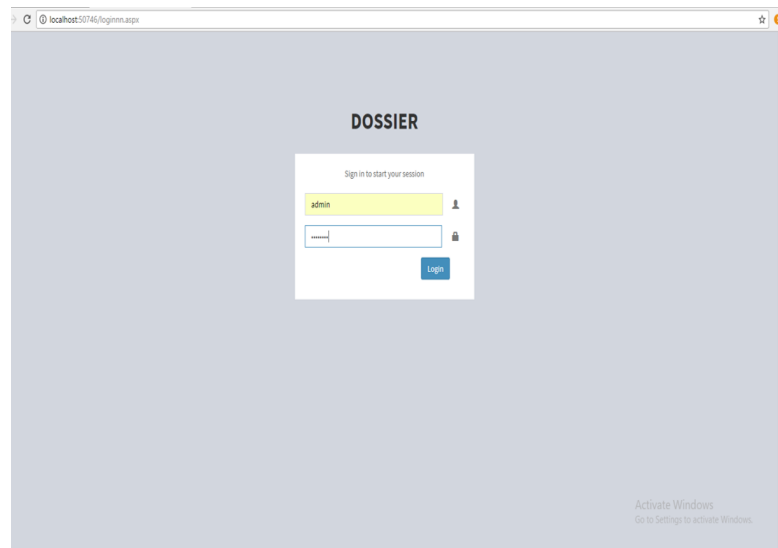 localhost:50746/loginnn.aspx
DOSSIER
Sign in to start your session
admin
Login
Activate Windows
Go to Settings to activate Windows.